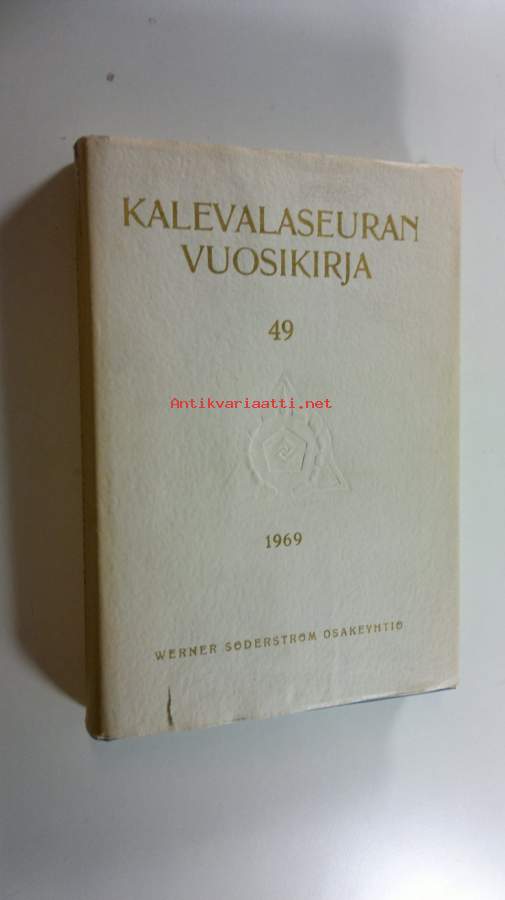 KALEVALASEURAN
VUOSIKIRJA
49
Antikvariaatti.net
1969
WERNER SÖDERSTRÖM OSAKEYHTIÖ